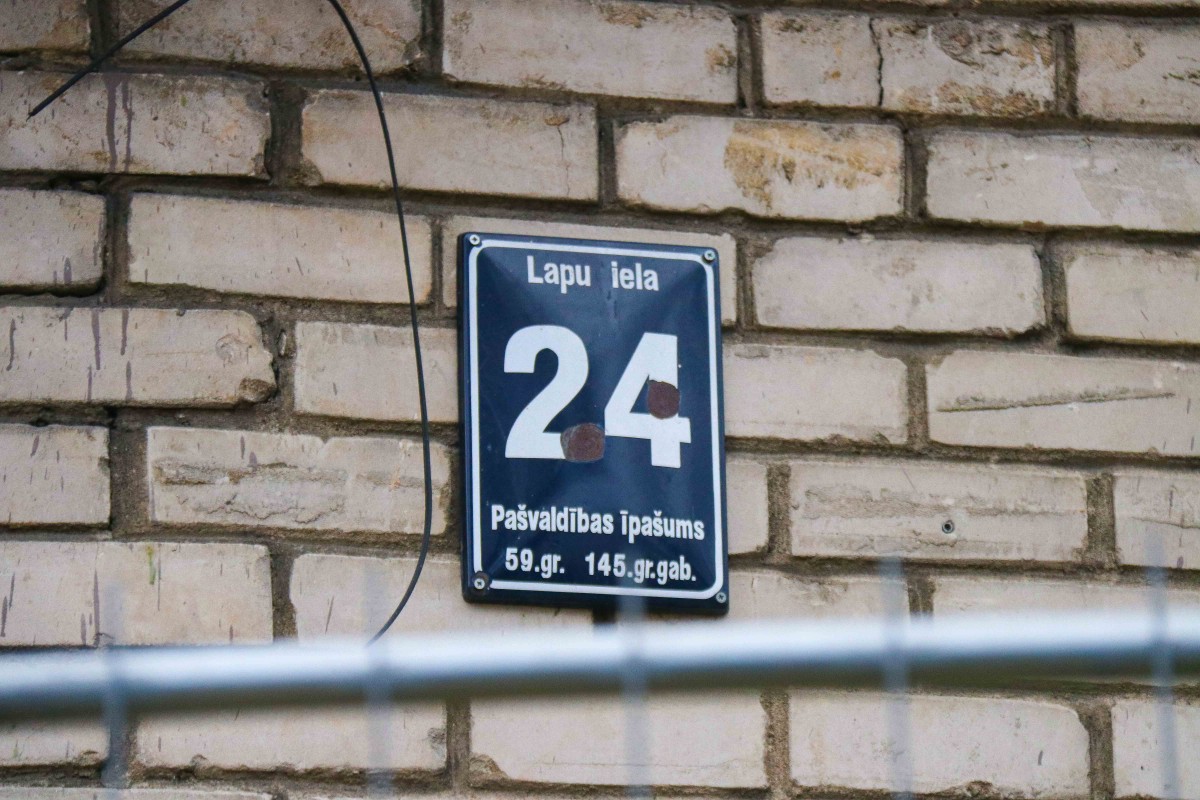 Lapu iela
24
Pašvaldības īpašums
59.gr. 145.gr.gab.